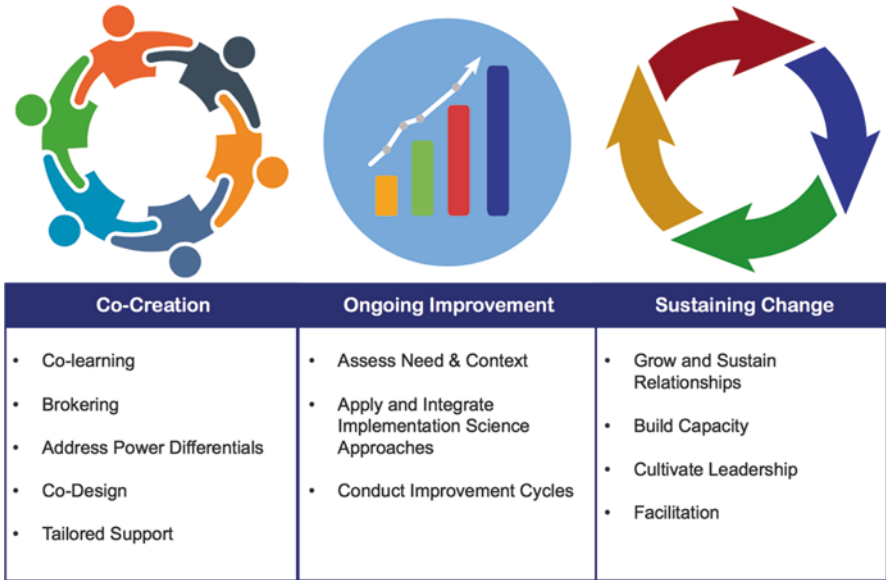 Co-Creation
• Co-learning
• Brokering
• Address Power Differentials
• Co-Design
• Tailored Support
Ongoing Improvement
• Assess Need & Context
• Apply and Integrate
Implementation Science
Approaches
• Conduct Improvement Cycles
Sustaining Change
• Grow and Sustain
Relationships
• Build Capacity
• Cultivate Leadership
• Facilitation